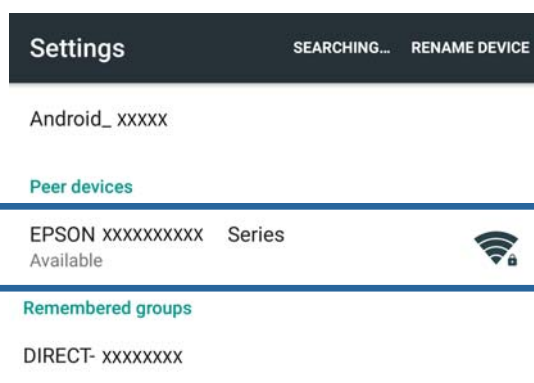 Settings SEARCHING... RENAME DEVICE
Android_ xxxxx
Peer devices
EPSON xxxxxxxxxx Series
Available
Remembered groups
DIRECT- xxxxxxxx